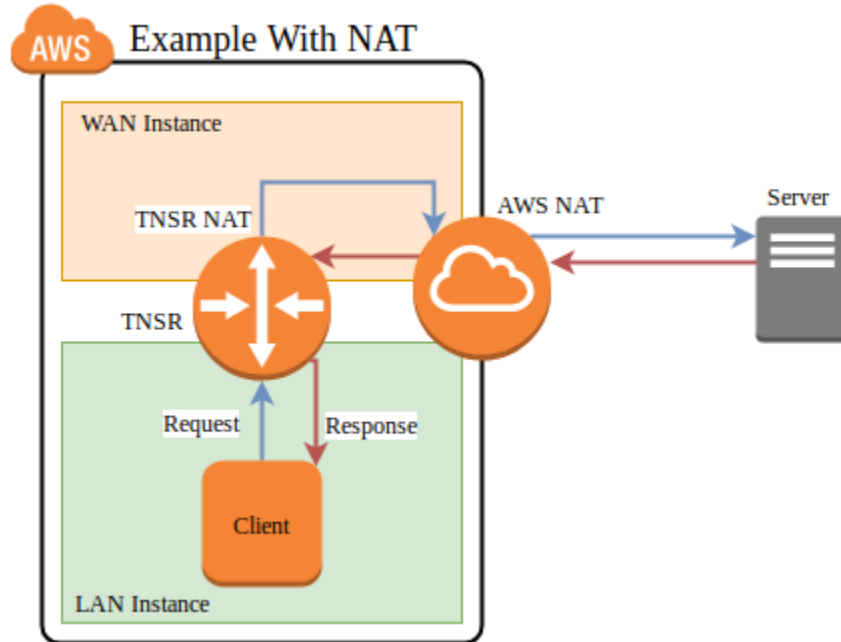 AWS
Example With NAT
WAN Instance
TNSR NAT
AWS NAT
Server
TNSR
Request
Response
Client
LAN Instance